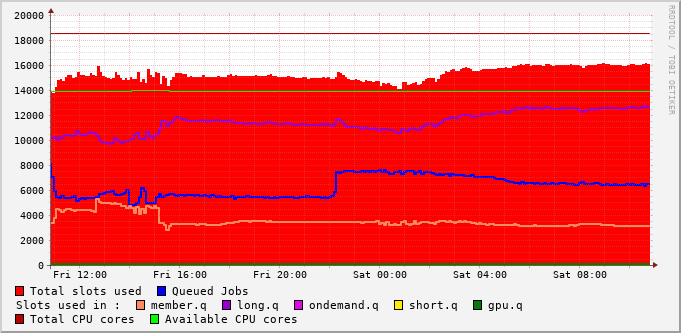 RRDTOOL / TOBI OETIKER
20000
18000
16000
14000
12000
10000
8000
6000
4000
2000
0
Fri 12:00 Fri 16:00 Fri 20:00 Sat 00:00 Sat 04:00 Sat 08:00
Total slots used Queued Jobs
Slots used in : member.q long.q ondemand.q short.q gpu.q
Total CPU cores Available CPU cores